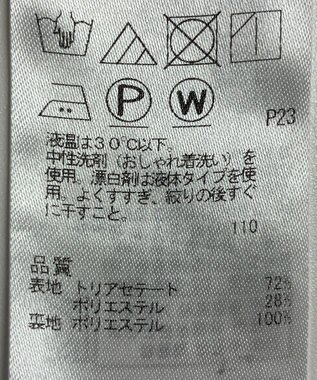 P W
P23
液温は30℃以下。
中性洗剤（おしゃれ着洗い）を
使用。漂白剤は液体タイプを使
用。よくすすぎ、絞りの後すぐ
に干すこと。
110
品質
表地 トリアセテート 72%
ポリエステル 28%
裏地 ポリエステル 100%